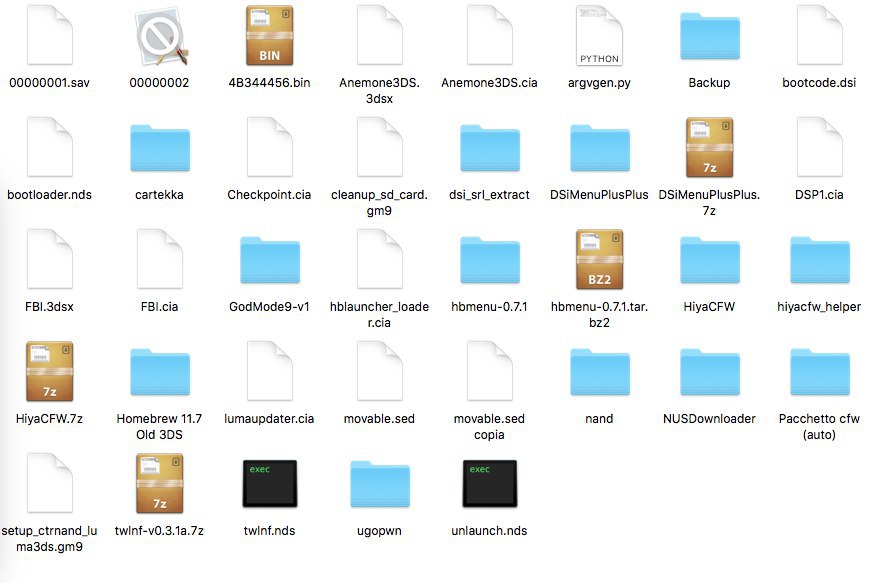 BIN
PYTHON
00000001.sav 00000002 4B344456.bin Anemone3DS. Anemone3DS.cia argvgen.py Backup bootcode.dsi
3dsx
7z
bootloader.nds cartekka Checkpoint.cia cleanup_sd_card. dsi_srl_extract DSiMenuPlusPlus DSiMenuPlusPlus. DSP1.cia
gm9 7z
BZ2
FBI.3dsx FBI.cia GodMode9-v1 hblauncher_loade hbmenu-0.7.1 hbmenu-0.7.1.tar. HiyaCFW hiyacfw_helper
r.cia bz2
7z
HiyaCFW.7z Homebrew 11.7 lumaupdater.cia movable.sed movable.sed nand NUSDownloader Pacchetto cfw
Old 3DS copia (auto)
exec exec
7z
setup_ctrnand_lu twlnf-v0.3.1a.7z twlnf.nds ugopwn unlaunch.nds
ma3ds.gm9